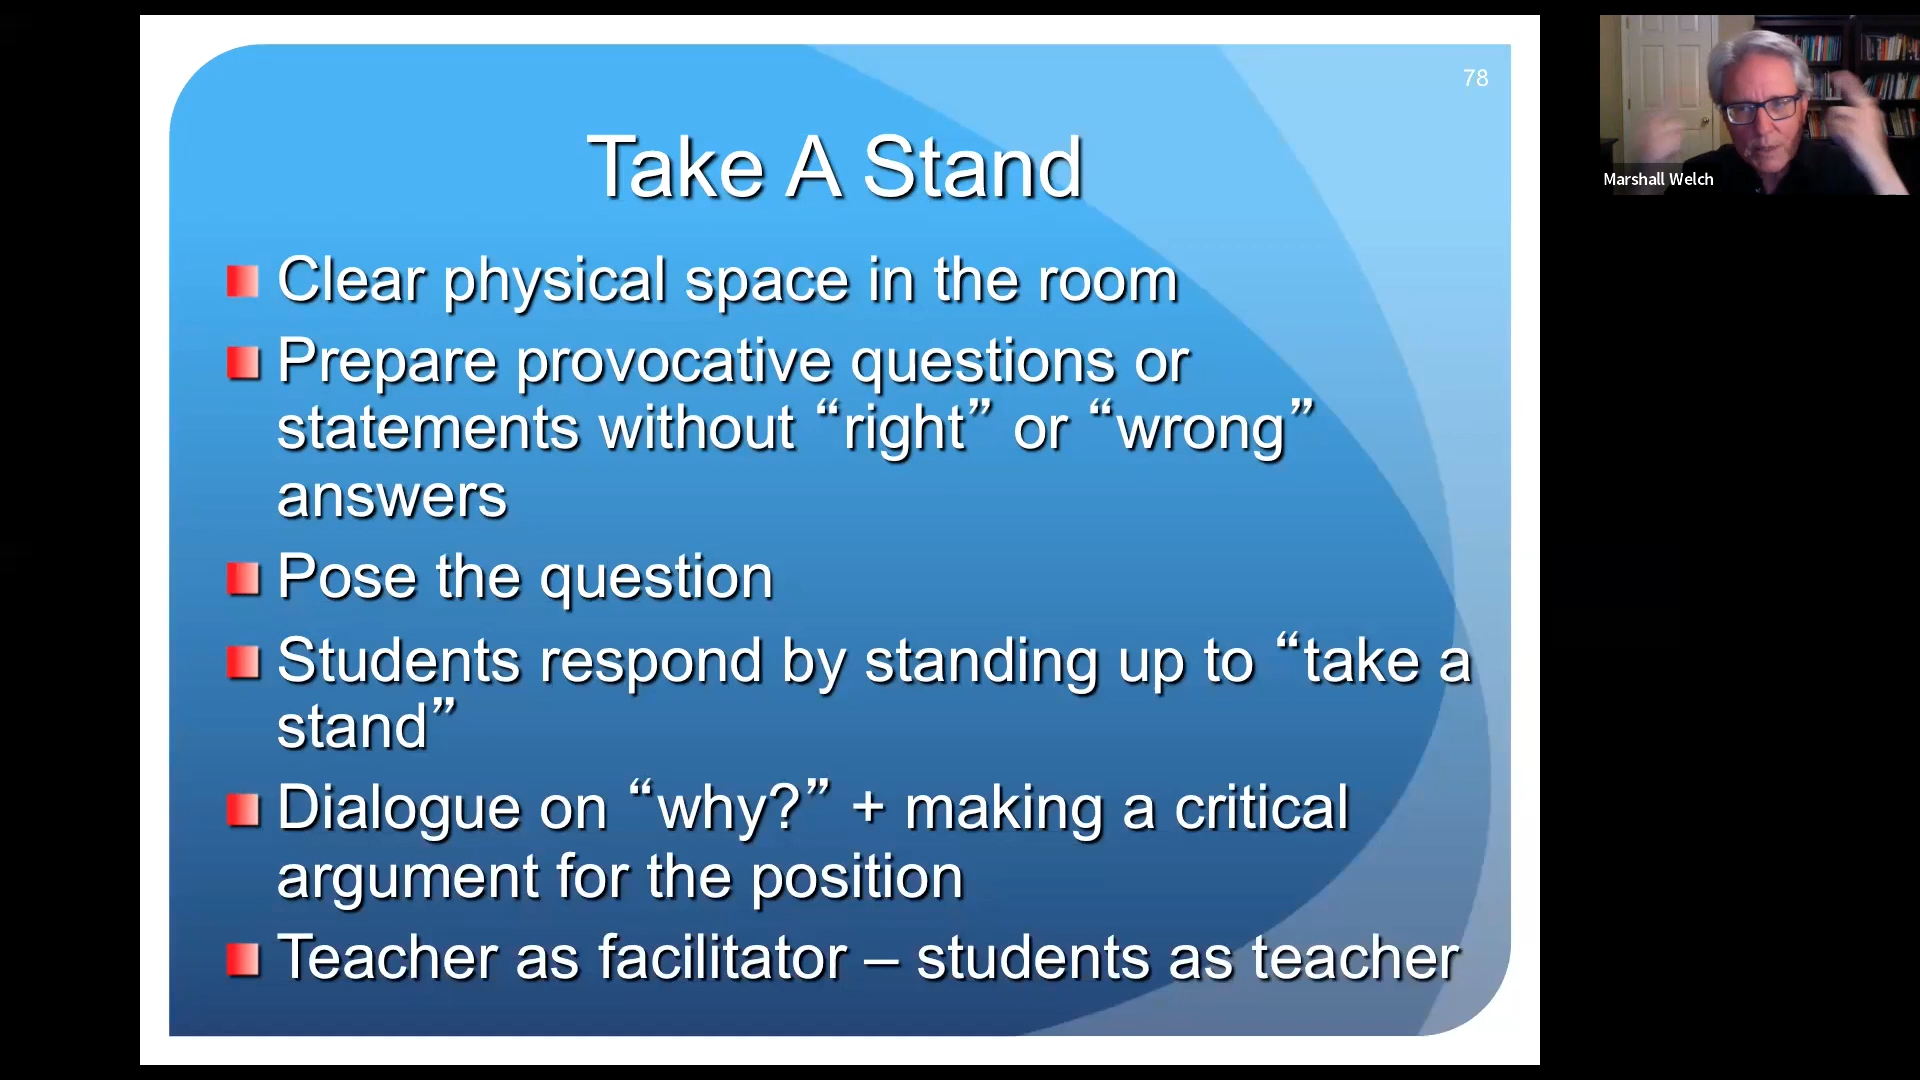 78
Take A Stand
Clear physical space in the room
Prepare provocative questions or
statements without “right” or “wrong”
answers
Pose the question
Students respond by standing up to “take a
stand”
Dialogue on “why?” + making a critical
argument for the position
Teacher as facilitator – students as teacher
Marshall Welch